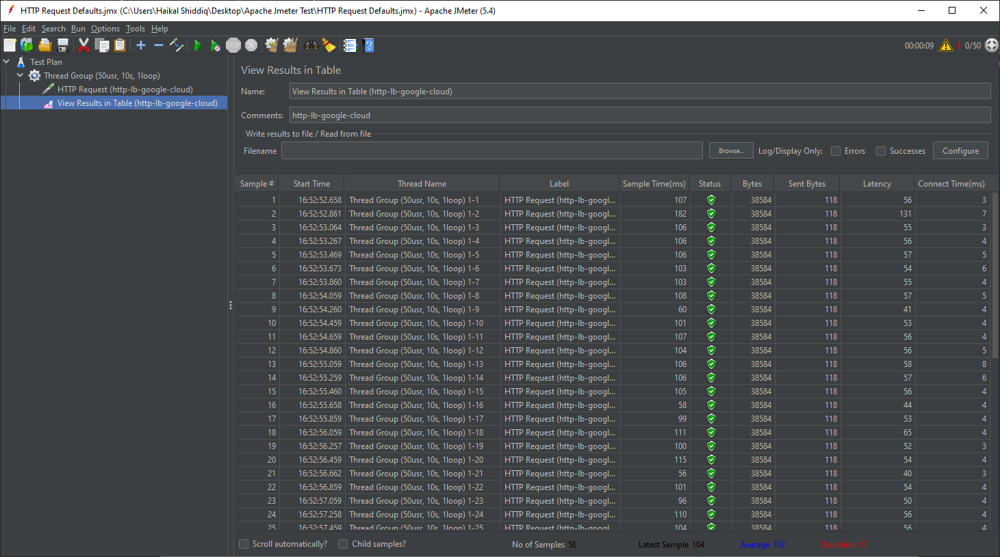 HTTP Request Defaults.jmx (C:\Users\Haikal Shiddiq\Desktop\Apache Jmeter Test\HTTP Request Defaults.jmx) - Apache JMeter (5.4)
File Edit Search Run Options Tools Help
STOP 00:00:09 1 0/50
Test Plan
Thread Group (50usr, 10s, 1loop)
HTTP Request (http-lb-google-cloud)
View Results in Table (http-lb-google-cloud)
View Results in Table
Name: View Results in Table (http-lb-google-cloud)
Comments: http-lb-google-cloud
Write results to file / Read from file
Filename Browse... Log/Display Only: Errors Successes Configure
Sample # Start Time Thread Name Label Sample Time(ms) Status Bytes Sent Bytes Latency Connect Time(ms)
1 16:52:52.658 Thread Group (50usr, 10s, 1loop) 1-1 HTTP Request (http-lb-googl... 107 38584 118 56 3
2 16:52:52.861 Thread Group (50usr, 10s, 1loop) 1-2 HTTP Request (http-lb-googl... 182 38584 118 131 7
3 16:52:53.064 Thread Group (50usr, 10s, 1loop) 1-3 HTTP Request (http-lb-googl... 106 38584 118 55 3
4 16:52:53.267 Thread Group (50usr, 10s, 1loop) 1-4 HTTP Request (http-lb-googl... 106 38584 118 56 4
5 16:52:53.469 Thread Group (50usr, 10s, 1loop) 1-5 HTTP Request (http-lb-googl... 106 38584 118 57 5
6 16:52:53.673 Thread Group (50usr, 10s, 1loop) 1-6 HTTP Request (http-lb-googl... 103 38584 118 54 6
7 16:52:53.860 Thread Group (50usr, 10s, 1loop) 1-7 HTTP Request (http-lb-googl... 103 38584 118 55 4
8 16:52:54.059 Thread Group (50usr, 10s, 1loop) 1-8 HTTP Request (http-lb-googl... 108 38584 118 57 5
9 16:52:54.260 Thread Group (50usr, 10s, 1loop) 1-9 HTTP Request (http-lb-googl... 60 38584 118 41 4
10 16:52:54.459 Thread Group (50usr, 10s, 1loop) 1-10 HTTP Request (http-lb-googl... 101 38584 118 53 4
11 16:52:54.659 Thread Group (50usr, 10s, 1loop) 1-11 HTTP Request (http-lb-googl... 107 38584 118 56 4
12 16:52:54.860 Thread Group (50usr, 10s, 1loop) 1-12 HTTP Request (http-lb-googl... 104 38584 118 56 5
13 16:52:55.059 Thread Group (50usr, 10s, 1loop) 1-13 HTTP Request (http-lb-googl... 106 38584 118 58 8
14 16:52:55.259 Thread Group (50usr, 10s, 1loop) 1-14 HTTP Request (http-lb-googl... 106 38584 118 57 6
15 16:52:55.460 Thread Group (50usr, 10s, 1loop) 1-15 HTTP Request (http-lb-googl... 105 38584 118 56 4
16 16:52:55.658 Thread Group (50usr, 10s, 1loop) 1-16 HTTP Request (http-lb-googl... 58 38584 118 44 4
17 16:52:55.859 Thread Group (50usr, 10s, 1loop) 1-17 HTTP Request (http-lb-googl... 99 38584 118 53 4
18 16:52:56.059 Thread Group (50usr, 10s, 1loop) 1-18 HTTP Request (http-lb-googl... 111 38584 118 65 4
19 16:52:56.257 Thread Group (50usr, 10s, 1loop) 1-19 HTTP Request (http-lb-googl... 100 38584 118 52 3
20 16:52:56.459 Thread Group (50usr, 10s, 1loop) 1-20 HTTP Request (http-lb-googl... 115 38584 118 54 4
21 16:52:56.662 Thread Group (50usr, 10s, 1loop) 1-21 HTTP Request (http-lb-googl... 56 38584 118 40 3
22 16:52:56.859 Thread Group (50usr, 10s, 1loop) 1-22 HTTP Request (http-lb-googl... 101 38584 118 54 4
23 16:52:57.059 Thread Group (50usr, 10s, 1loop) 1-23 HTTP Request (http-lb-googl... 96 38584 118 50 4
24 16:52:57.258 Thread Group (50usr, 10s, 1loop) 1-24 HTTP Request (http-lb-googl... 110 38584 118 56 4
25 16:52:57.459 Thread Group (50usr, 10s, 1loop) 1-25 HTTP Request (http-lb-googl... 104 38584 118 56 4
Scroll automatically? Child samples? No of Samples 50 Latest Sample 104 Average 102 Deviation 17